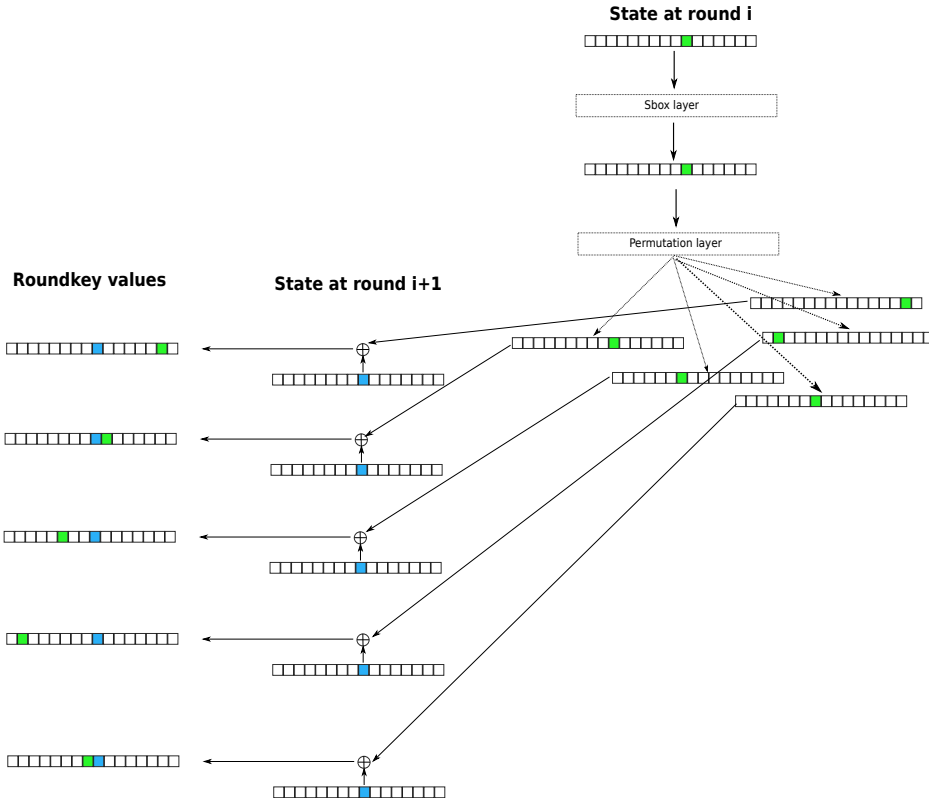 State at round i
Sbox layer
Permutation layer
Roundkey values
State at round i+1